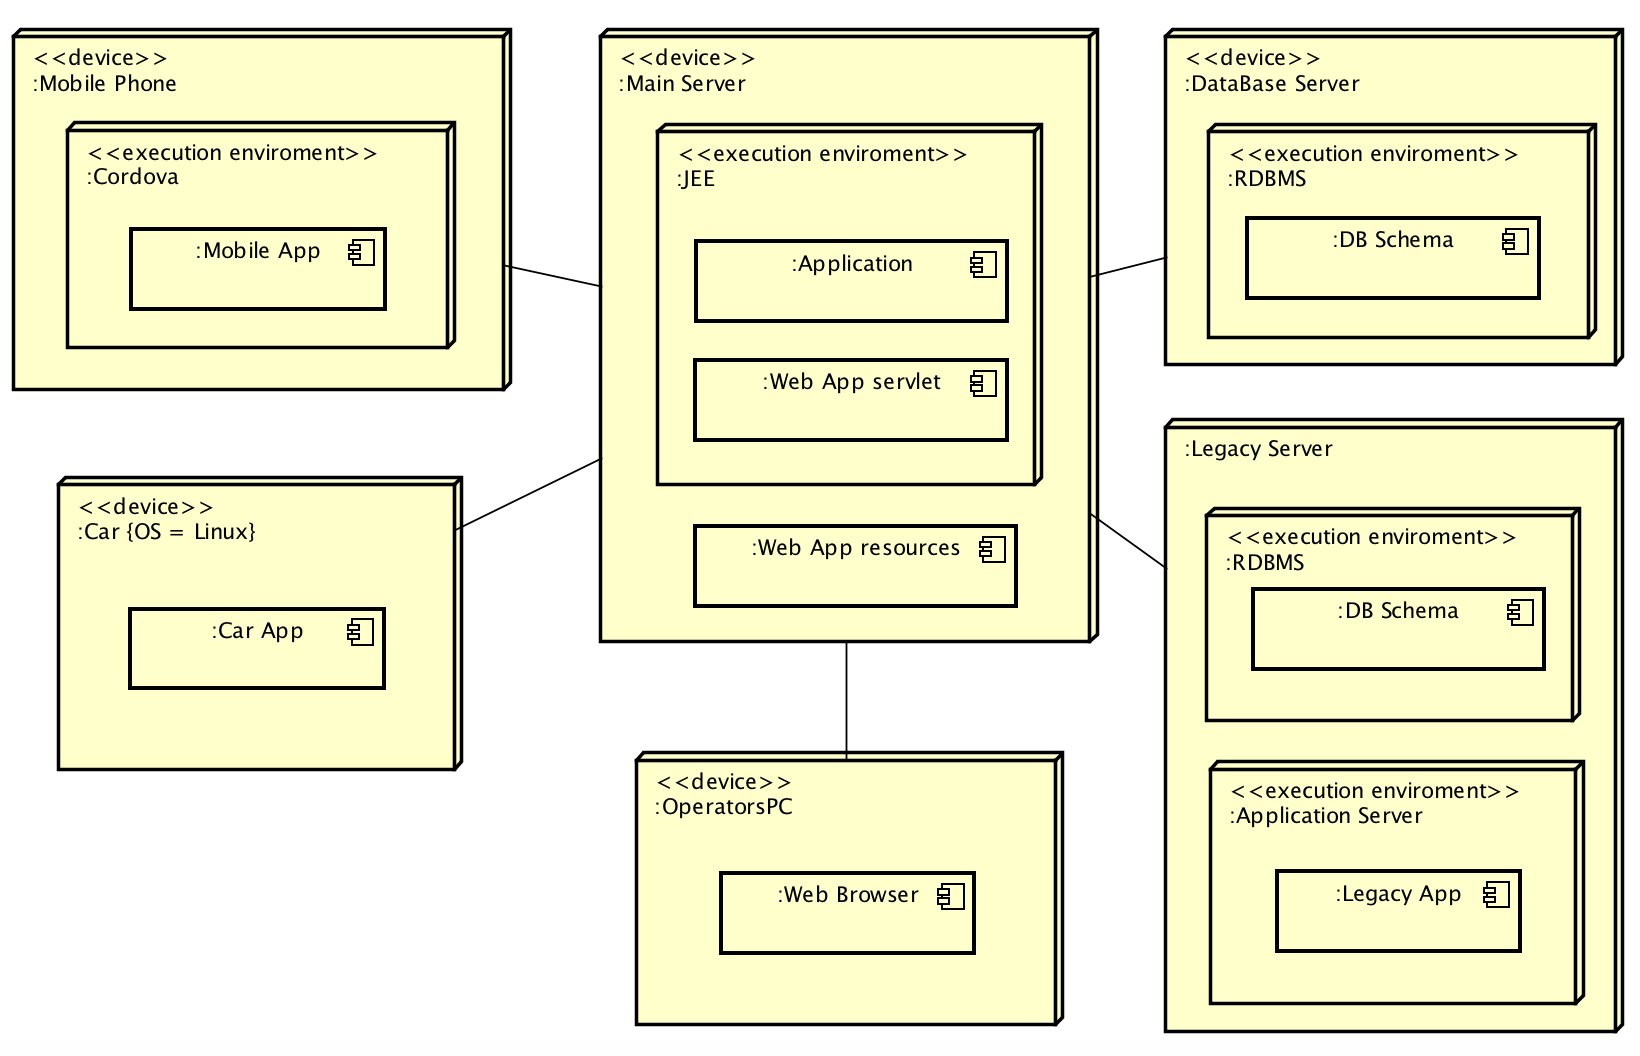 <<device>>
:Mobile Phone
<<execution enviroment>>
:Cordova
:Mobile App
<<device>>
:Main Server
<<execution enviroment>>
:JEE
:Application
:Web App servlet
:Web App resources
<<device>>
:DataBase Server
<<execution enviroment>>
:RDBMS
:DB Schema
<<device>>
:Car {OS = Linux}
:Car App
:Legacy Server
<<execution enviroment>>
:RDBMS
:DB Schema
<<execution enviroment>>
:Application Server
:Legacy App
<<device>>
:OperatorsPC
:Web Browser